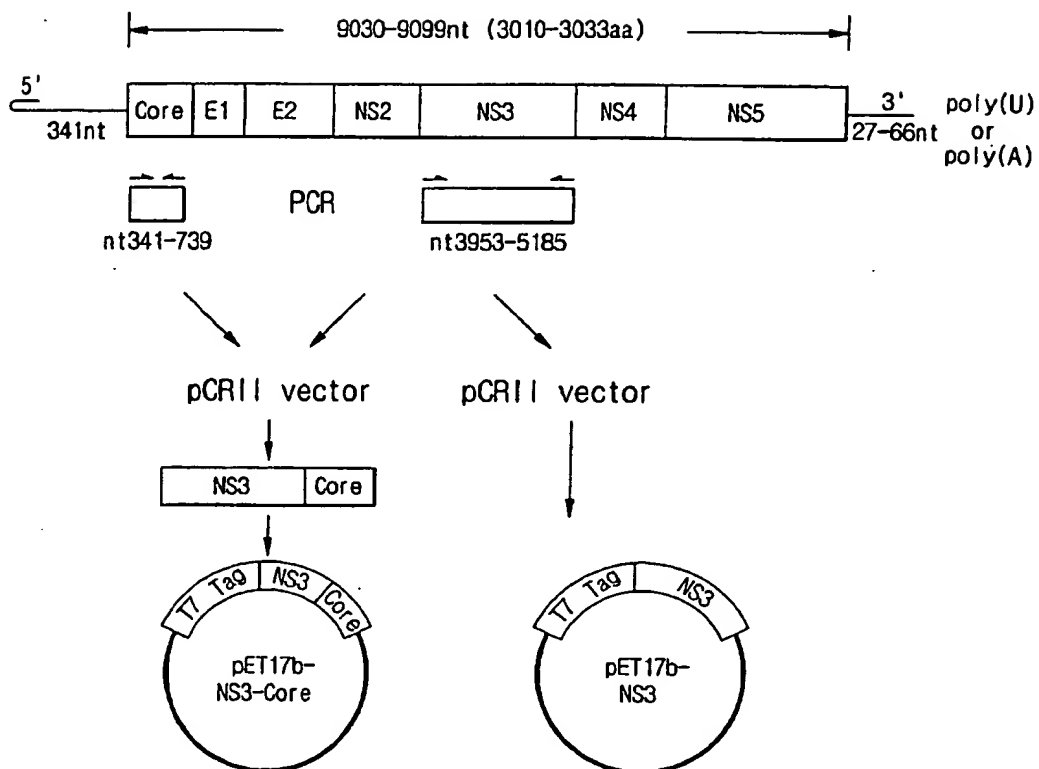 9030-9099nt (3010-3033aa)
5'
341nt
Core E1 E2 NS2 NS3 NS4 NS5
3'
27-66nt
poly(U)
or
poly(A)
PCR
nt341-739
nt3953-5185
pCRII vector
pCRII vector
NS3 Core
T7 Tag NS3 Core
pET17b-
NS3-Core
T7 Tag NS3
pET17b-
NS3